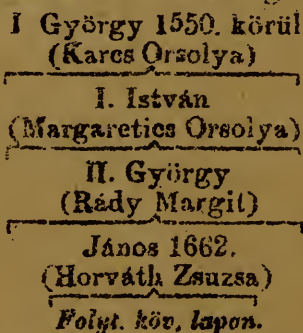 I György 1550. körül
(Karcs Orsolya)
I. István
(Margaretics Orsolya)
II. György
(Rády Margit)
János 1662.
(Horváth Zsuzsa)
Folyt. köv. lapon.